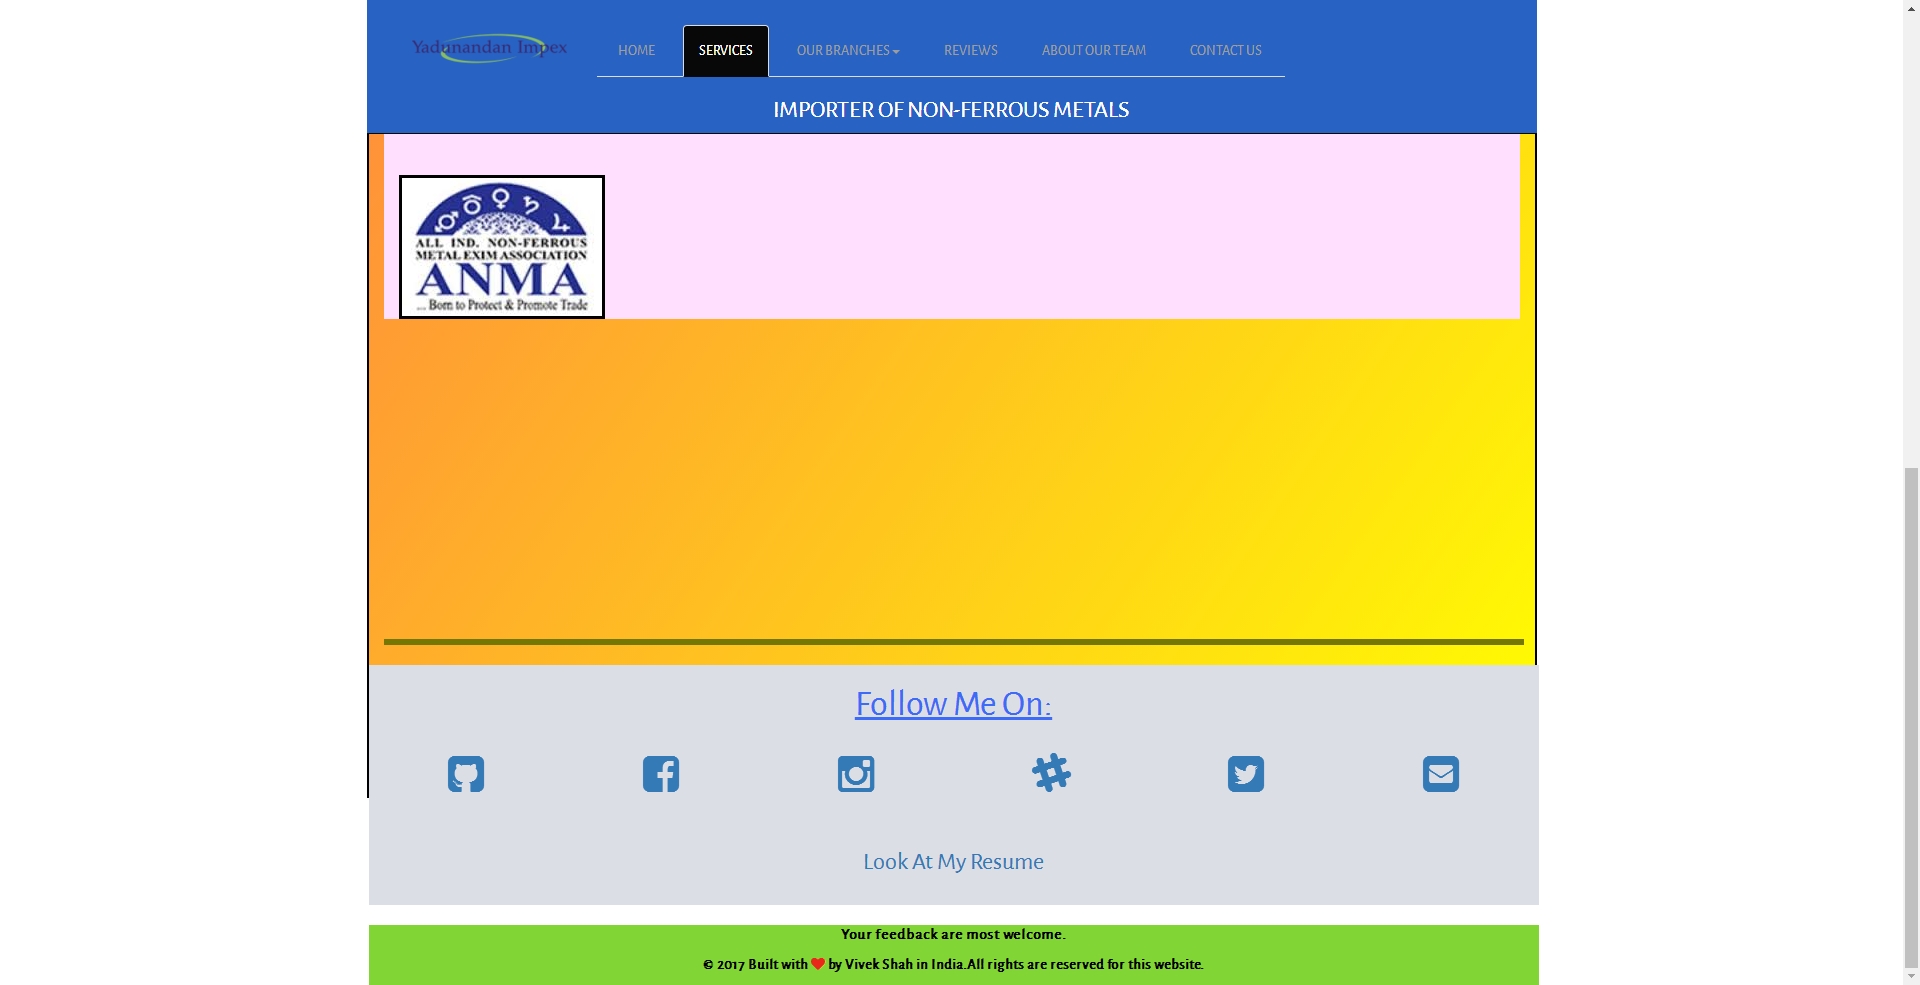 Yadunandan Impex
HOME SERVICES OUR BRANCHES REVIEWS ABOUT OUR TEAM CONTACT US
IMPORTER OF NON-FERROUS METALS
ALL IND. NON-FERROUS
METAL EXIM ASSOCIATION
ANMA
... Born to Protect & Promote Trade
Follow Me On:
Look At My Resume
Your feedback are most welcome.
© 2017 Built with ❤ by Vivek Shah in India.All rights are reserved for this website.